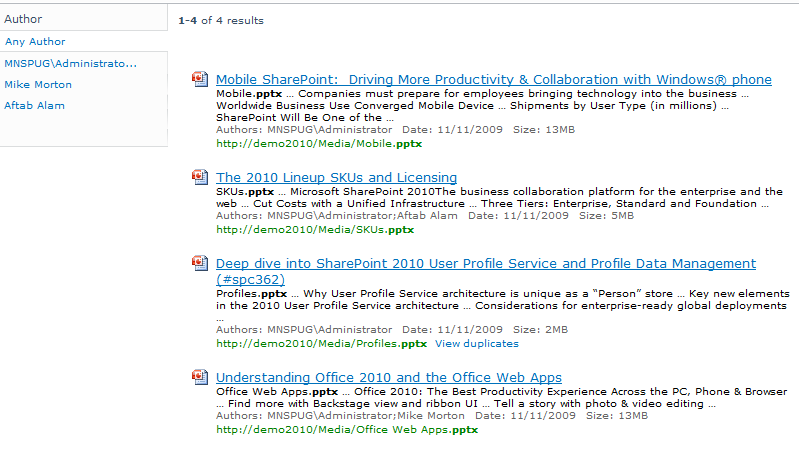 Author
Any Author
MNSPUG\Administrato...
Mike Morton
Aftab Alam
1-4 of 4 results
Mobile SharePoint:  Driving More Productivity & Collaboration with Windows® phone
Mobile.pptx ... Companies must prepare for employees bringing technology into the business ...
Worldwide Business Use Converged Mobile Device ... Shipments by User Type (in millions) ...
SharePoint Will Be One of the ...
Authors: MNSPUG\Administrator   Date: 11/11/2009   Size: 13MB
http://demo2010/Media/Mobile.pptx
The 2010 Lineup SKUs and Licensing
SKUs.pptx ... Microsoft SharePoint 2010The business collaboration platform for the enterprise and the
web ... Cut Costs with a Unified Infrastructure ... Three Tiers: Enterprise, Standard and Foundation ...
Authors: MNSPUG\Administrator;Aftab Alam   Date: 11/11/2009   Size: 5MB
http://demo2010/Media/SKUs.pptx
Deep dive into SharePoint 2010 User Profile Service and Profile Data Management
(#spc362)
Profiles.pptx ... Why User Profile Service architecture is unique as a “Person” store ... Key new elements
in the 2010 User Profile Service architecture ... Considerations for enterprise-ready global deployments
...
Authors: MNSPUG\Administrator   Date: 11/11/2009   Size: 2MB
http://demo2010/Media/Profiles.pptx   View duplicates
Understanding Office 2010 and the Office Web Apps
Office Web Apps.pptx ... Office 2010: The Best Productivity Experience Across the PC, Phone & Browser
... Find more with Backstage view and ribbon UI ... Tell a story with photo & video editing ...
Authors: MNSPUG\Administrator;Mike Morton   Date: 11/11/2009   Size: 13MB
http://demo2010/Media/Office Web Apps.pptx